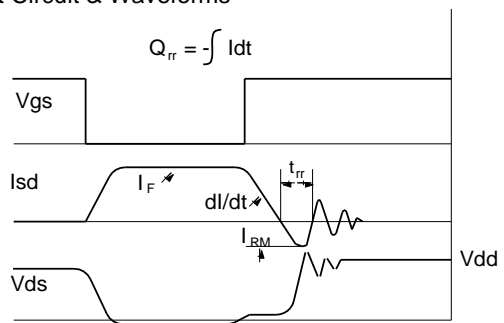 t Circuit & Waveforms
Qrr = -∫ Idt
Vgs
Isd
IF
dI/dt
trr
IRM
Vdd
Vds